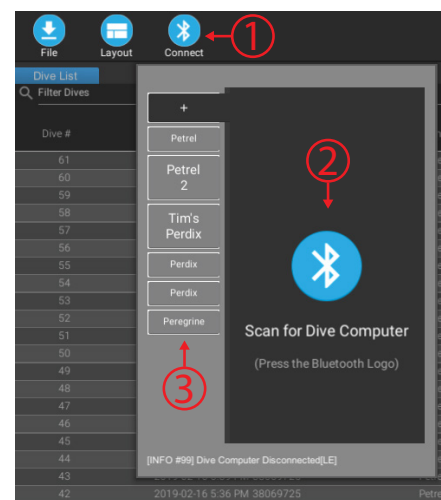 File
Layout
Connect
1
Dive List
Filter Dives
Dive #
61
60
59
58
57
56
55
54
53
52
51
50
49
48
47
46
45
44
43
42
+
Petrel
Petrel
2
Tim's
Perdix
Perdix
Perdix
Peregrine
3
2
Scan for Dive Computer
(Press the Bluetooth Logo)
[INFO #99] Dive Computer Disconnected[LE]
2019-02-16 5:36 PM 38069725